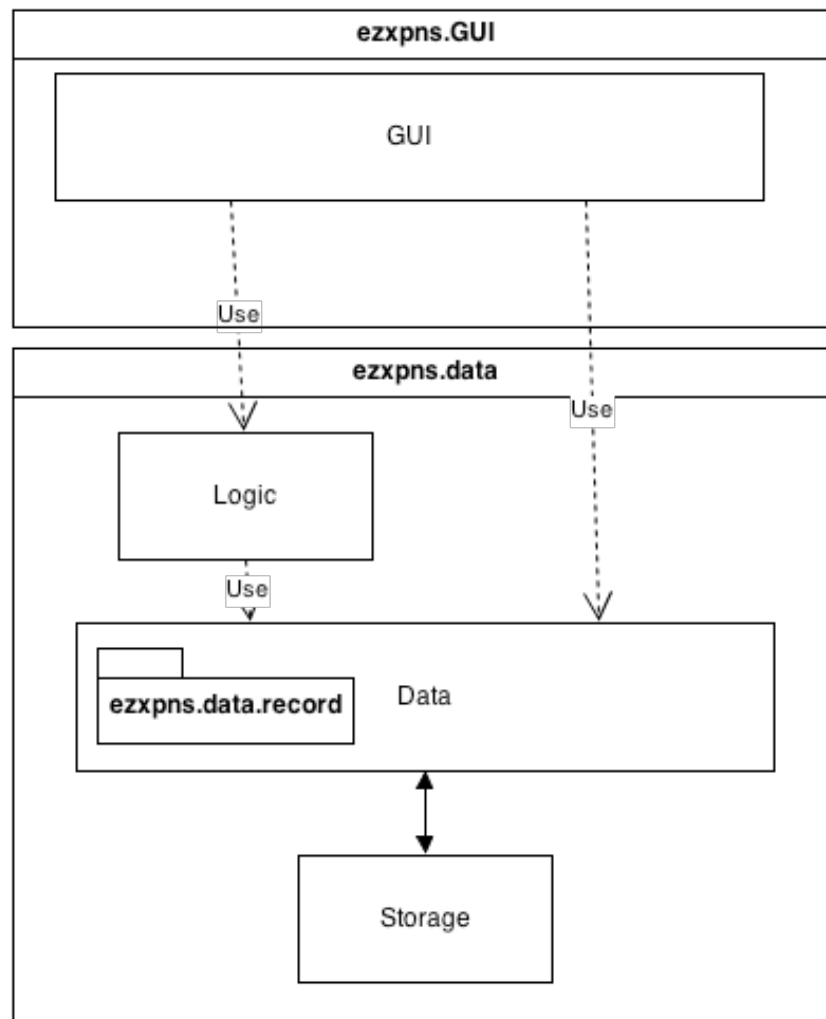 ezxpns.GUI
GUI
Use
ezxpns.data
Use
Logic
Use
ezxpns.data.record
Data
Storage